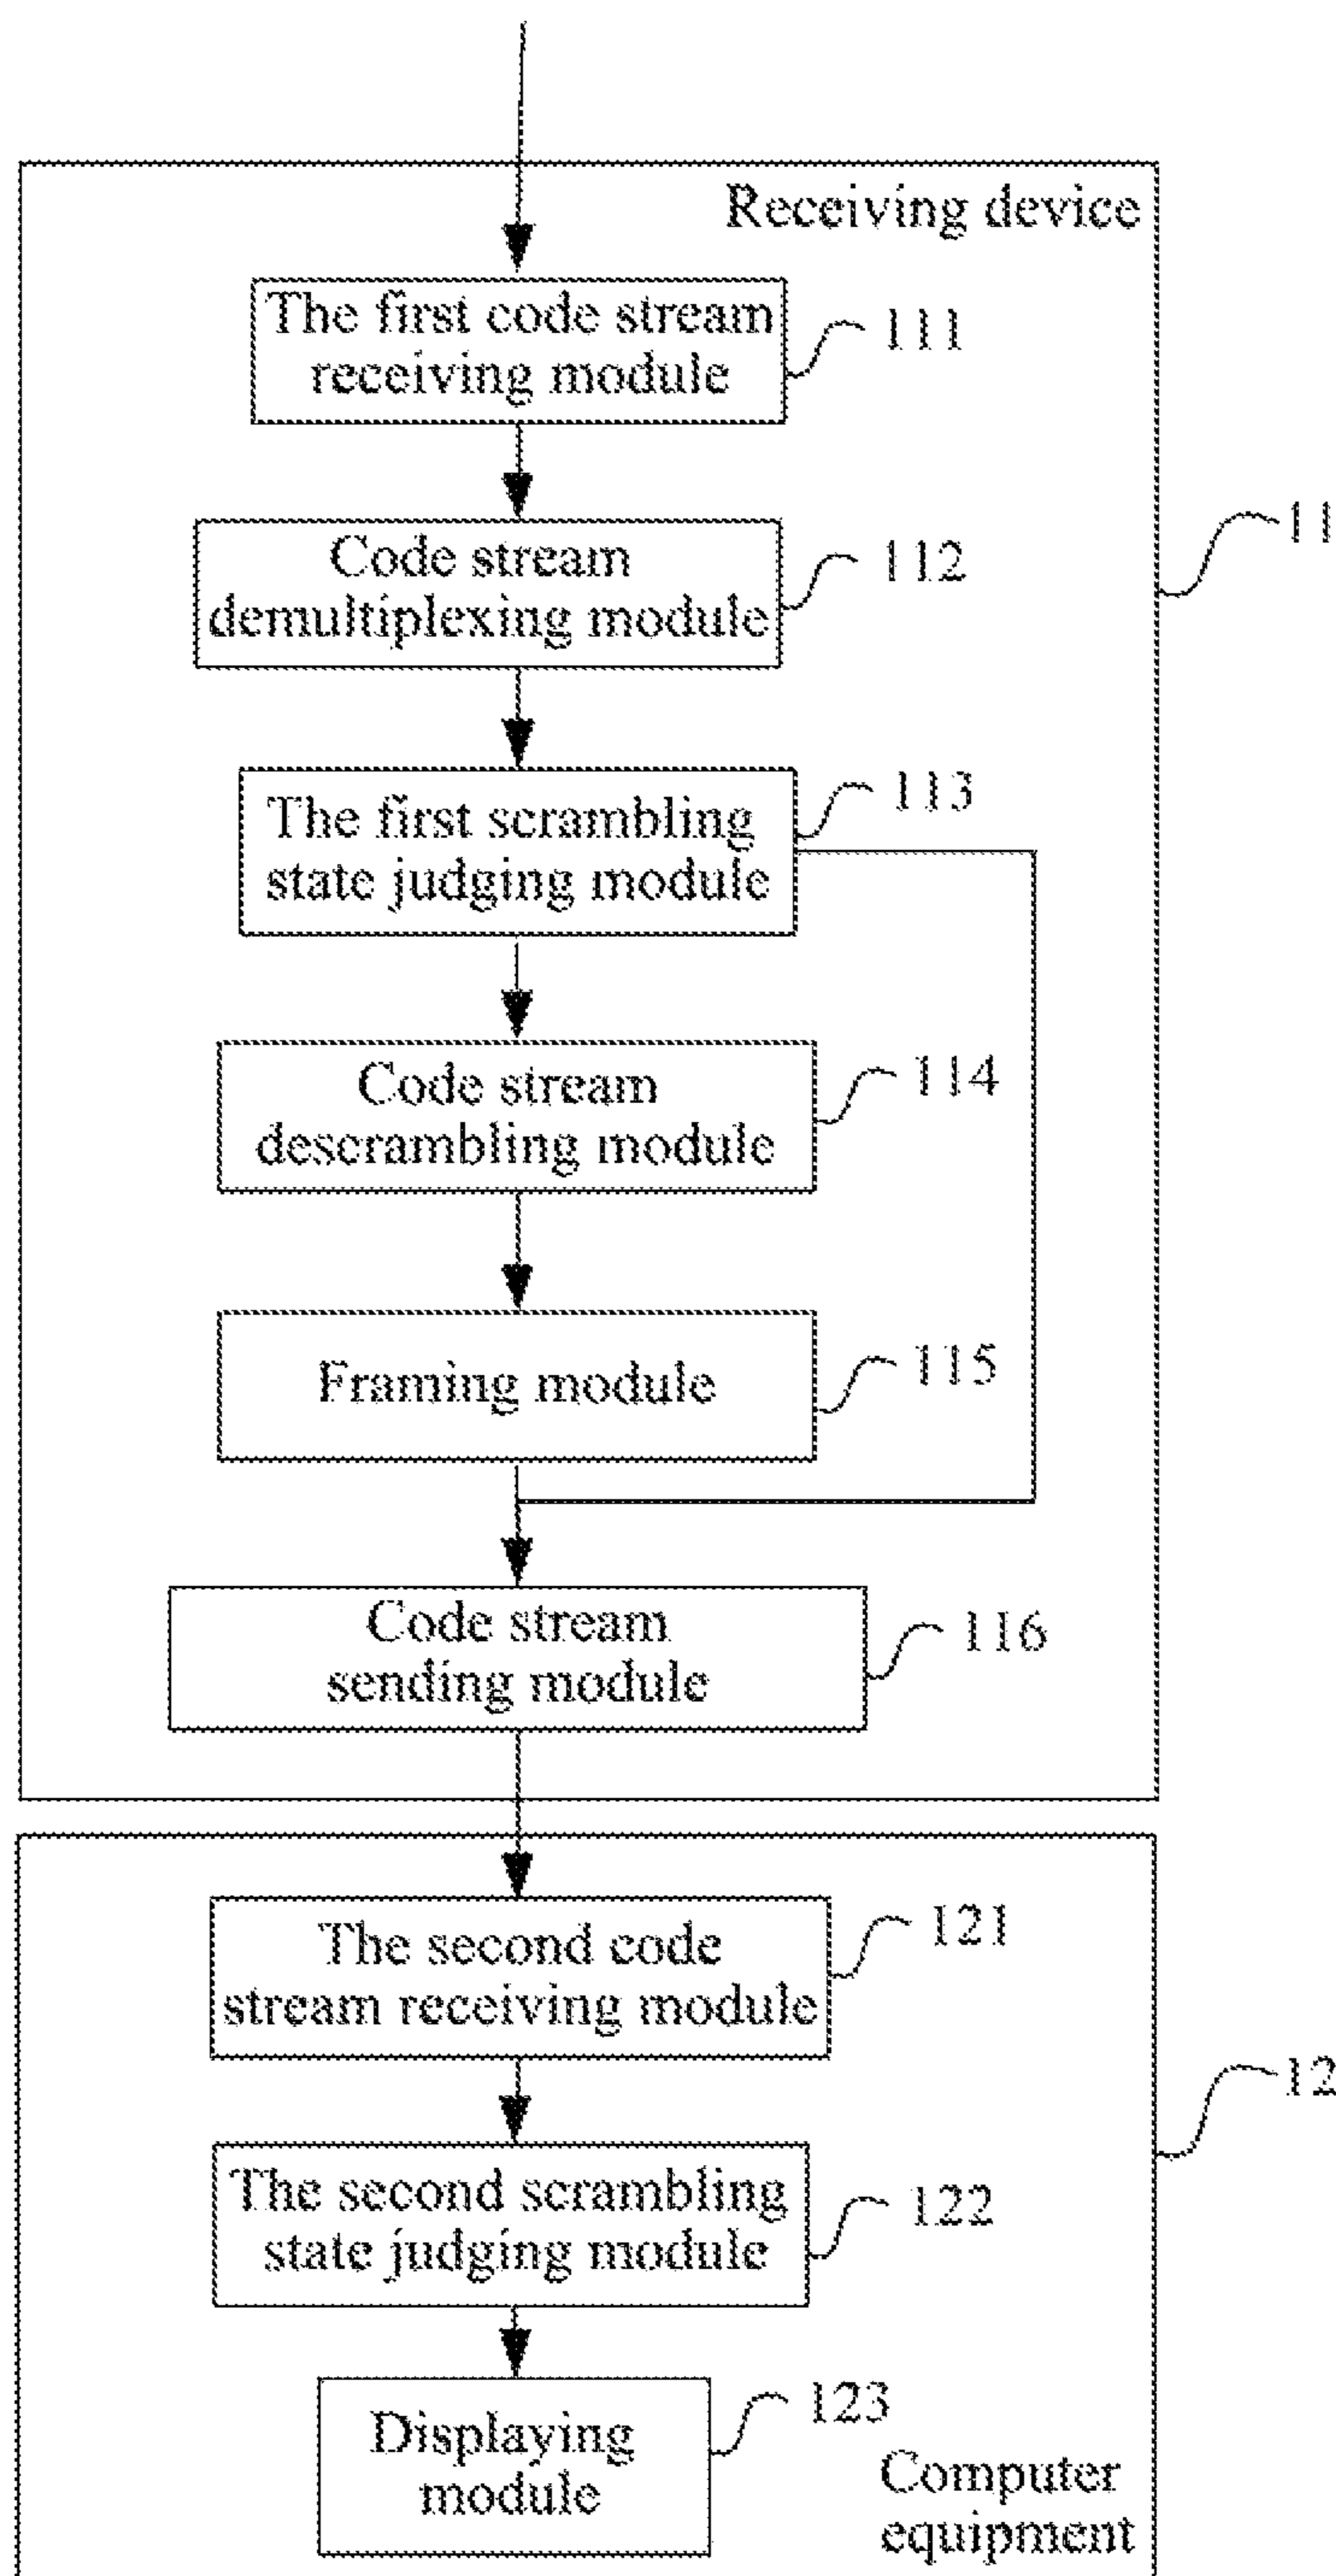 Receiving device
The first code stream
receiving module
111
11
Code stream
demultiplexing module
112
The first scrambling
state judging module
113
Code stream
descrambling module
114
Framing module
115
Code stream
sending module
116
The second code
stream receiving module
121
12
The second scrambling
state judging module
122
Displaying
module
123
Computer
equipment